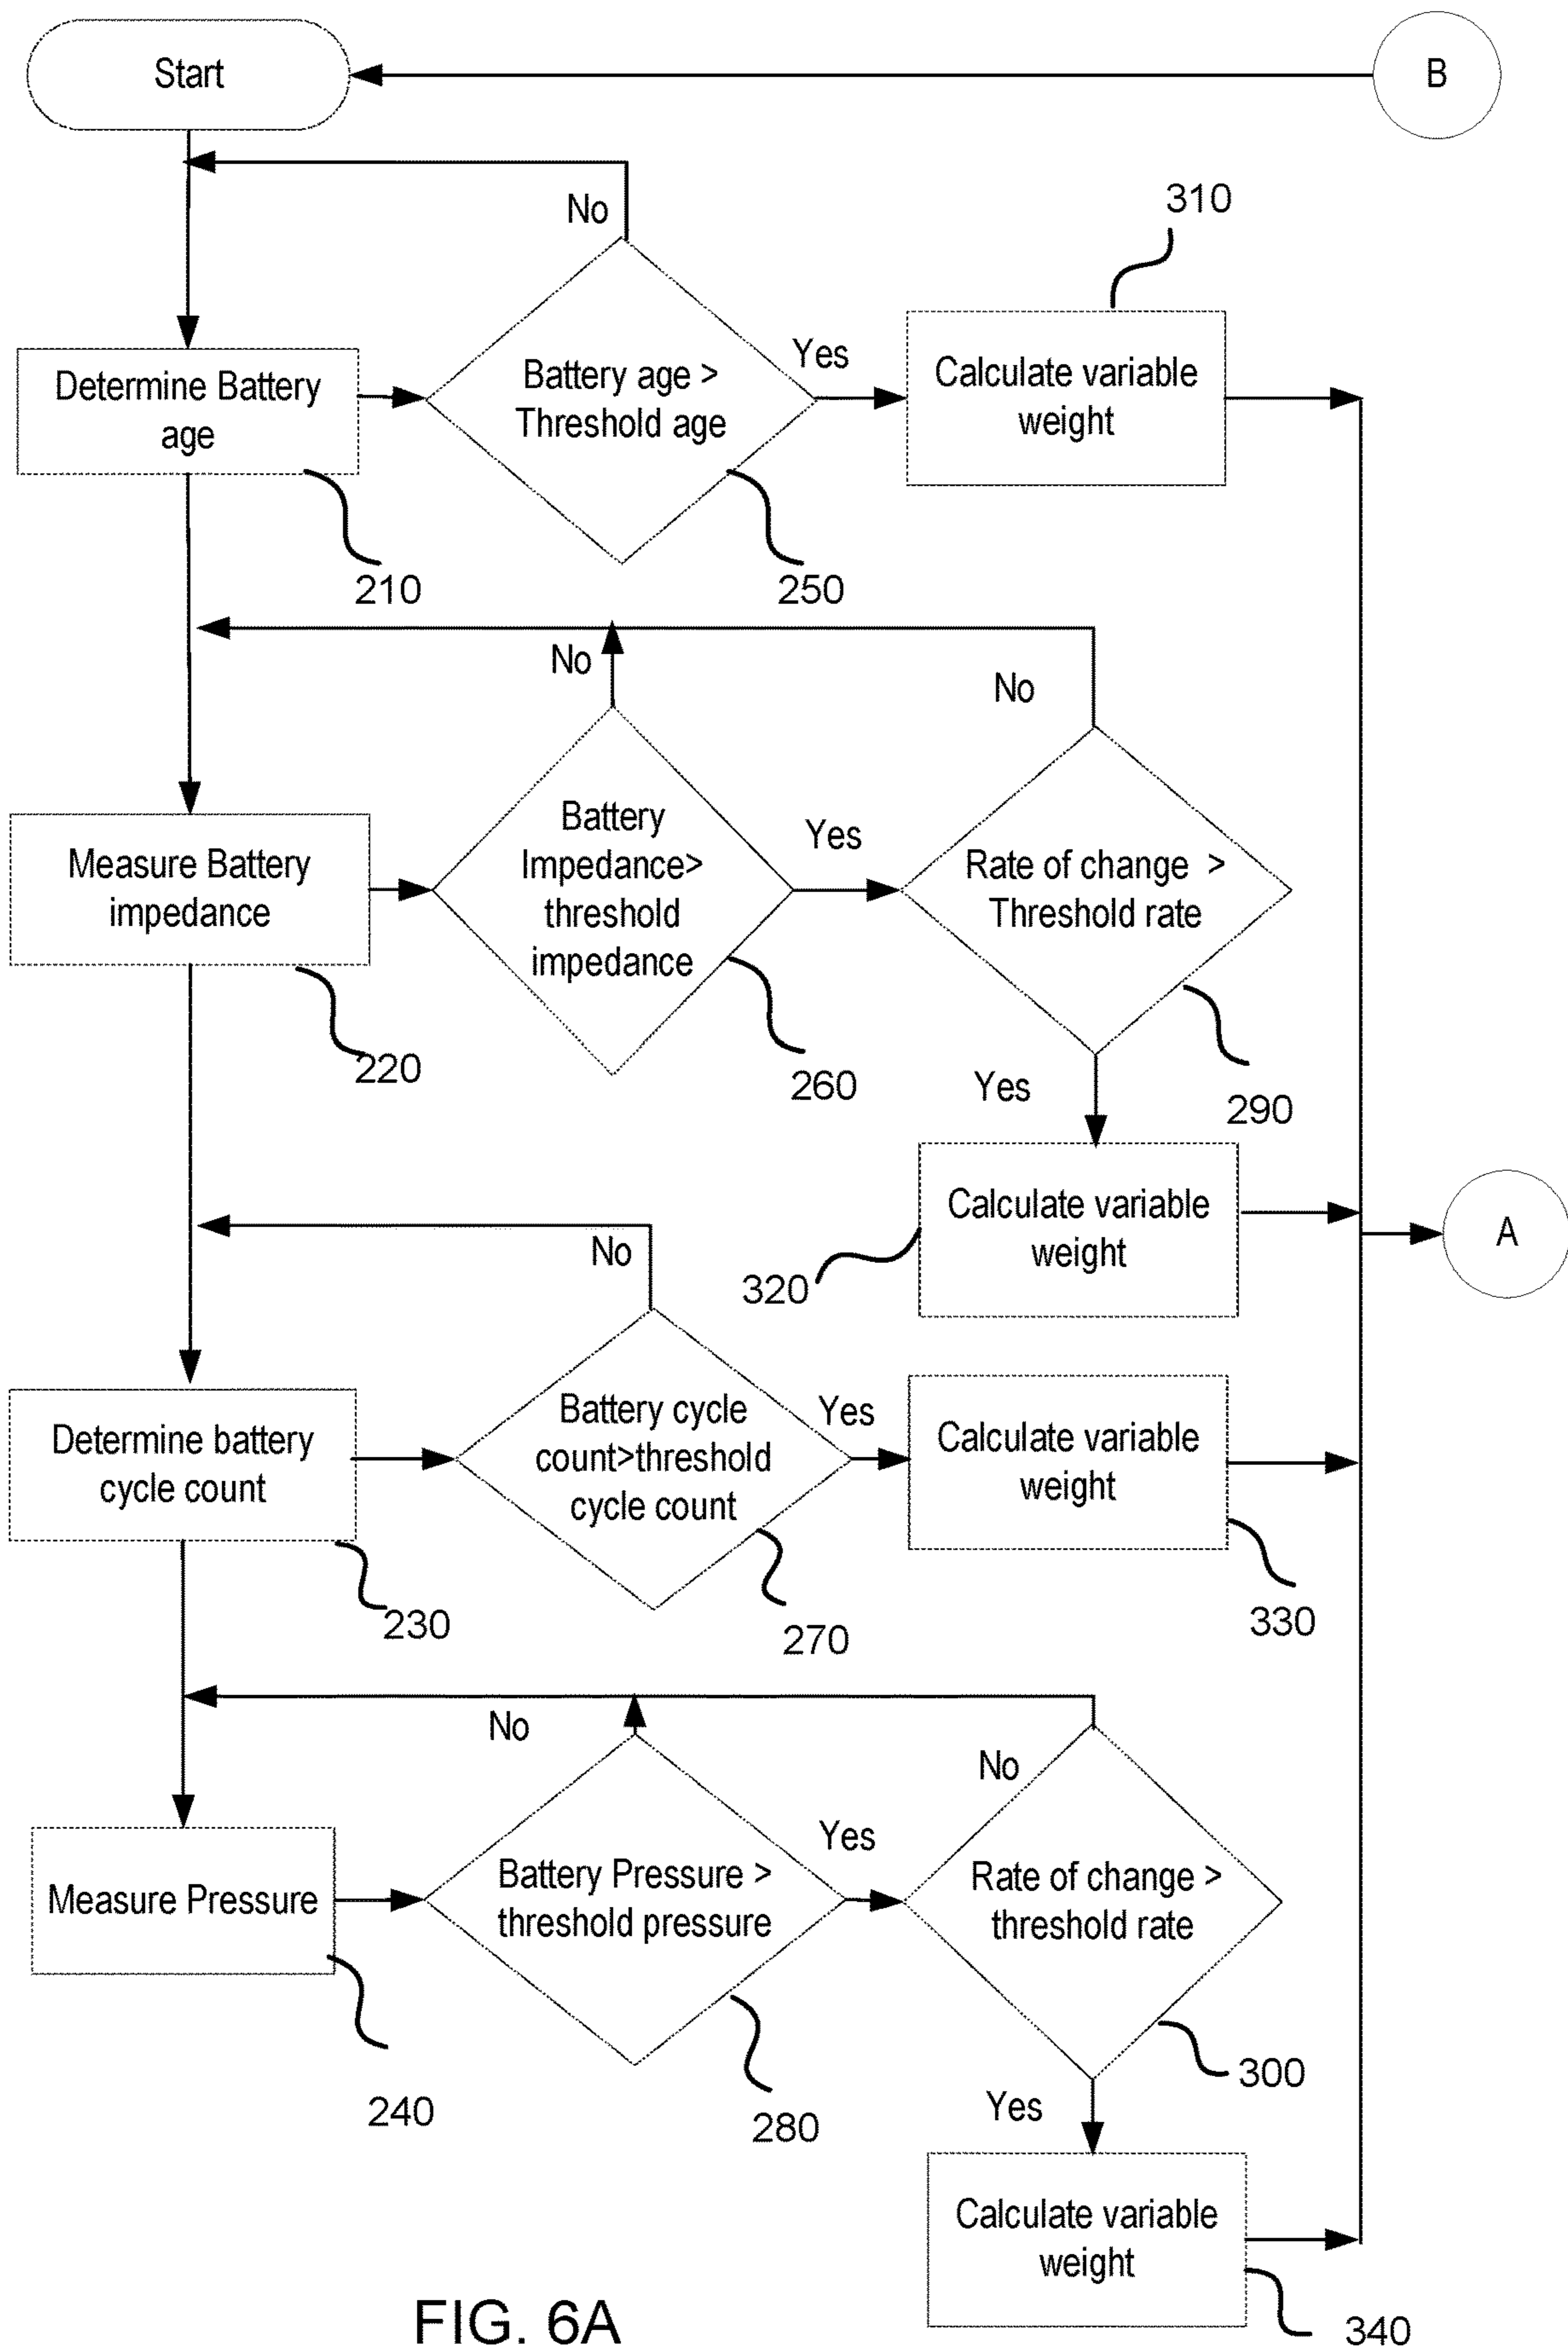 Start
B
No
310
Determine Battery
age
Battery age >
Threshold age
Yes
Calculate variable
weight
210
250
No
No
Measure Battery
impedance
Battery
Impedance>
threshold
impedance
Yes
Rate of change >
Threshold rate
220
260
Yes
290
Calculate variable
weight
A
No
320
Determine battery
cycle count
Battery cycle
count>threshold
cycle count
Yes
Calculate variable
weight
230
270
330
No
No
Measure Pressure
Battery Pressure >
threshold pressure
Yes
Rate of change >
threshold rate
240
280
300
Yes
Calculate variable
weight
340
FIG. 6A